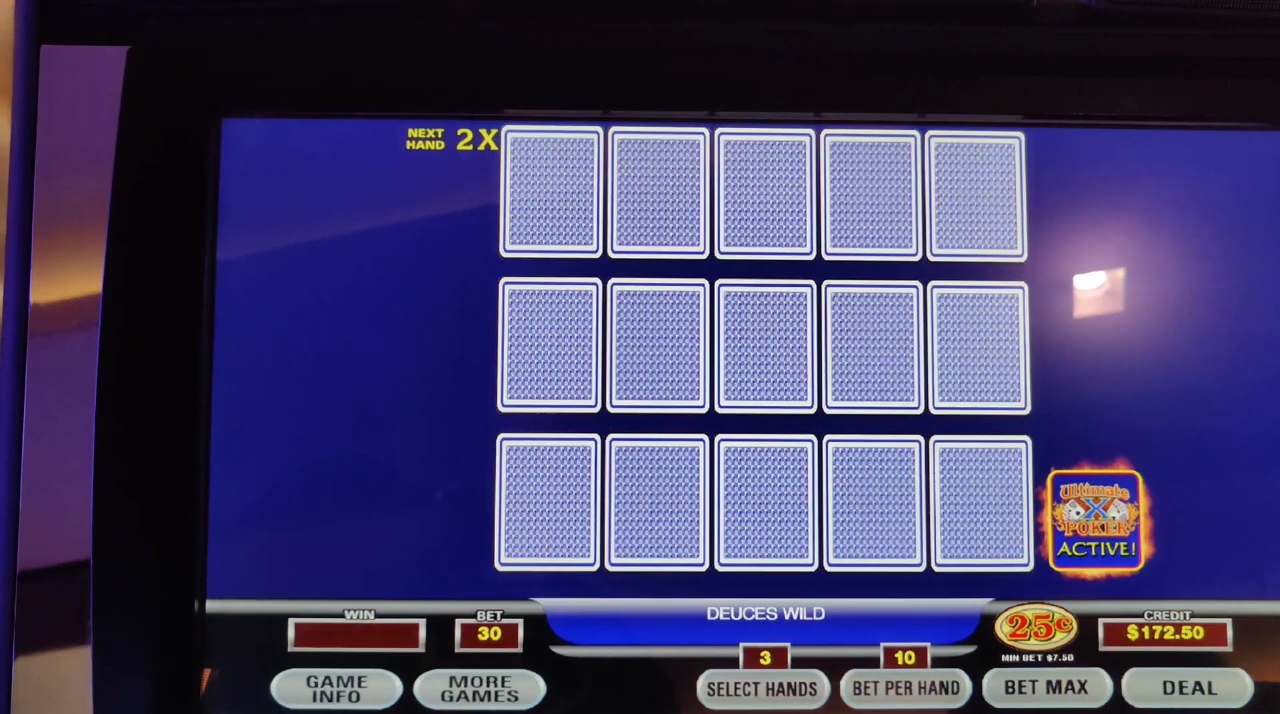 NEXT
HAND 2X
Ultimate
X
POKER
ACTIVE!
WIN
BET
30
DEUCES WILD
25¢
MIN BET $7.50
CREDIT
$172.50
3
10
GAME
INFO
MORE
GAMES
SELECT HANDS
BET PER HAND
BET MAX
DEAL